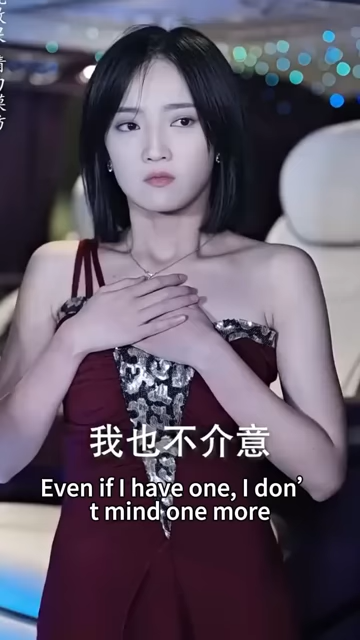 我也不介意
Even if I have one, I don'
t mind one more